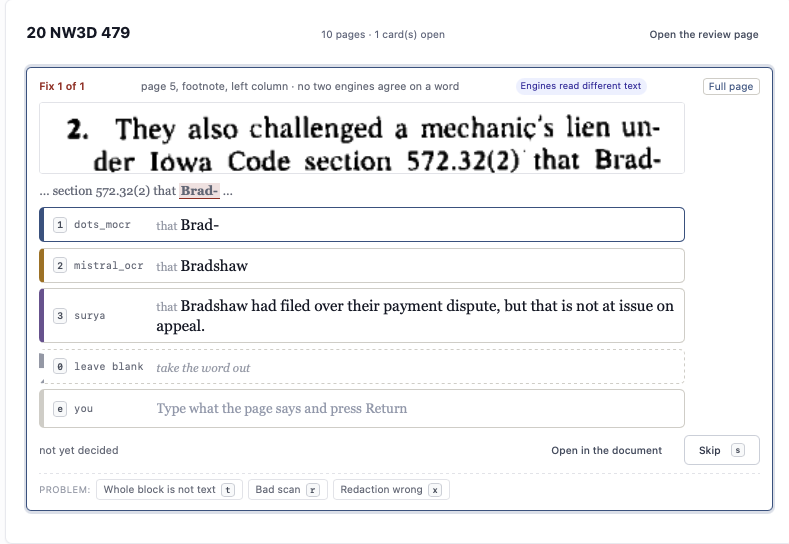 20 NW3D 479
10 pages · 1 card(s) open
Open the review page
Fix 1 of 1
page 5, footnote, left column · no two engines agree on a word
Engines read different text
Full page
2. They also challenged a mechanic's lien un-
der Iowa Code section 572.32(2) that Brad-
... section 572.32(2) that Brad- ...
1 dots_mocr that Brad-
2 mistral_ocr that Bradshaw
3 surya that Bradshaw had filed over their payment dispute, but that is not at issue on
appeal.
0 leave blank take the word out
e you Type what the page says and press Return
not yet decided
Open in the document
Skip s
PROBLEM: Whole block is not text t Bad scan r Redaction wrong x